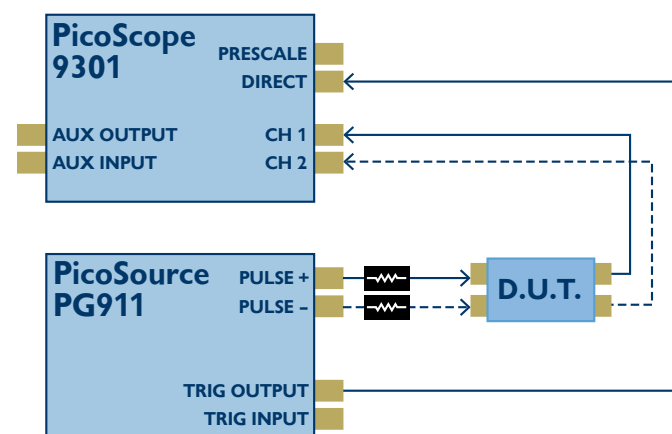 PicoScope
9301
PRESCALE
DIRECT
AUX OUTPUT
CH 1
AUX INPUT
CH 2
PicoSource
PG911
PULSE +
PULSE –
D.U.T.
TRIG OUTPUT
TRIG INPUT